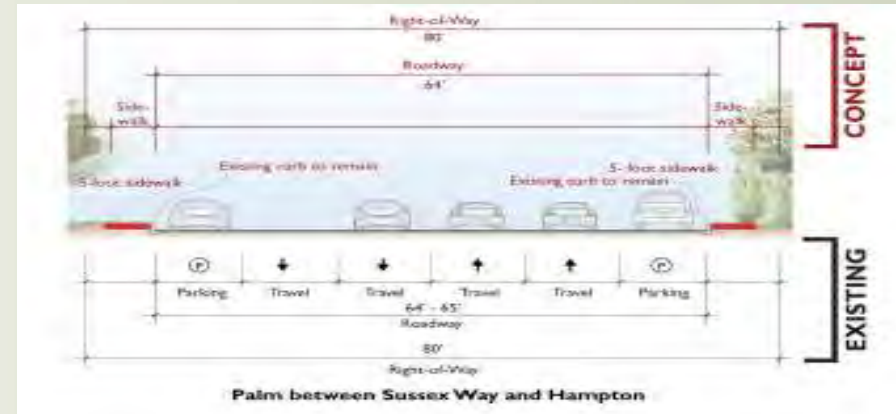 Right-of-Way
80'
Roadway
64'
Side-
walk
Side-
walk
CONCEPT
Existing curb to remain
5-foot sidewalk
5-foot sidewalk
Existing curb to remain
P
P
Parking
Travel
Travel
Travel
Travel
Parking
64' - 65'
Roadway
80'
Right-of-Way
EXISTING
Palm between Sussex Way and Hampton